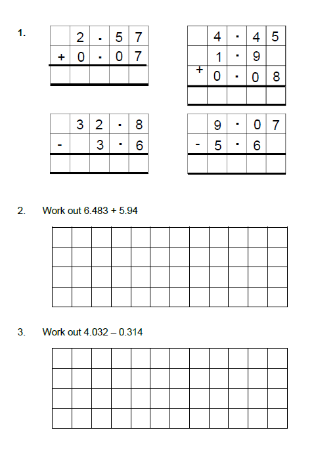 1.
2 . 5 7
+ 0 . 0 7
4 . 4 5
1 . 9
+ 0 . 0 8
3 2 . 8
- 3 . 6
9 . 0 7
- 5 . 6
2. Work out 6.483 + 5.94
3. Work out 4.032 – 0.314